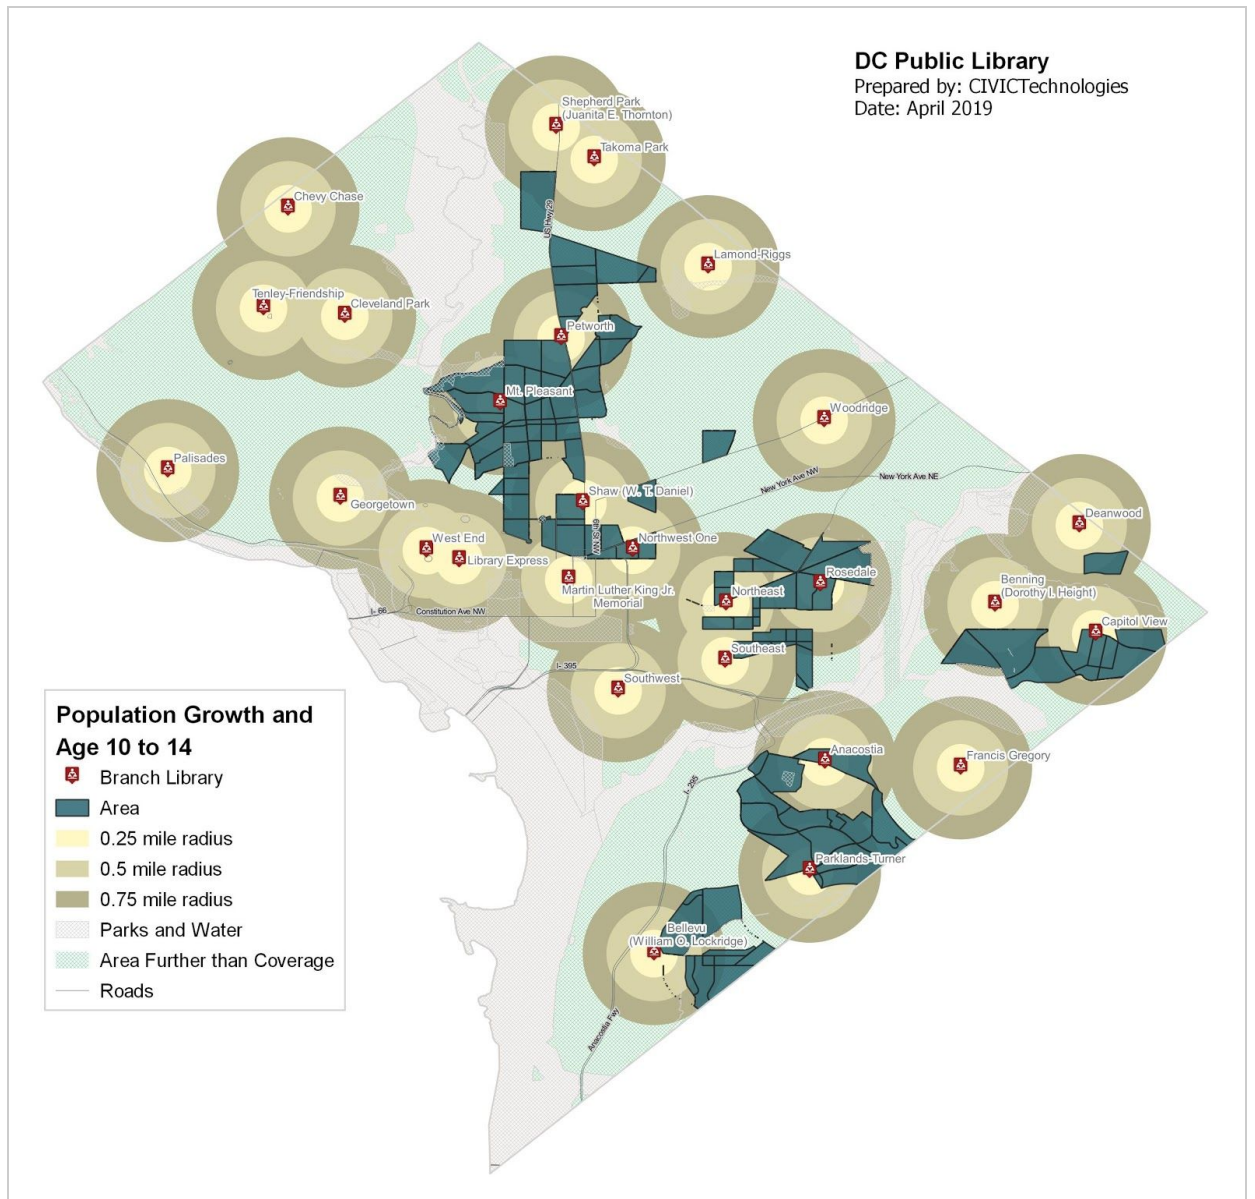 DC Public Library
Prepared by: CIVICTechnologies
Date: April 2019
Shepherd Park
(Juanita E. Thornton)
Takoma Park
Chevy Chase
US Hwy 29
Lamond-Riggs
Tenley-Friendship
Cleveland Park
Petworth
Mt. Pleasant
Woodridge
Palisades
Georgetown
Shaw (W. T. Daniel)
New York Ave NW
New York Ave NE
Deanwood
West End
Library Express
6th St NW
Northwest One
Rosedale
Northeast
Benning
(Dorothy I. Height)
Martin Luther King Jr.
Memorial
I- 66
Constitution Ave NW
Capitol View
Southeast
I- 395
Southwest
Anacostia
Francis Gregory
I- 295
Parklands-Turner
Bellevu
(William O. Lockridge)
Anacostia Fwy
Population Growth and
Age 10 to 14
Branch Library
Area
0.25 mile radius
0.5 mile radius
0.75 mile radius
Parks and Water
Area Further than Coverage
Roads